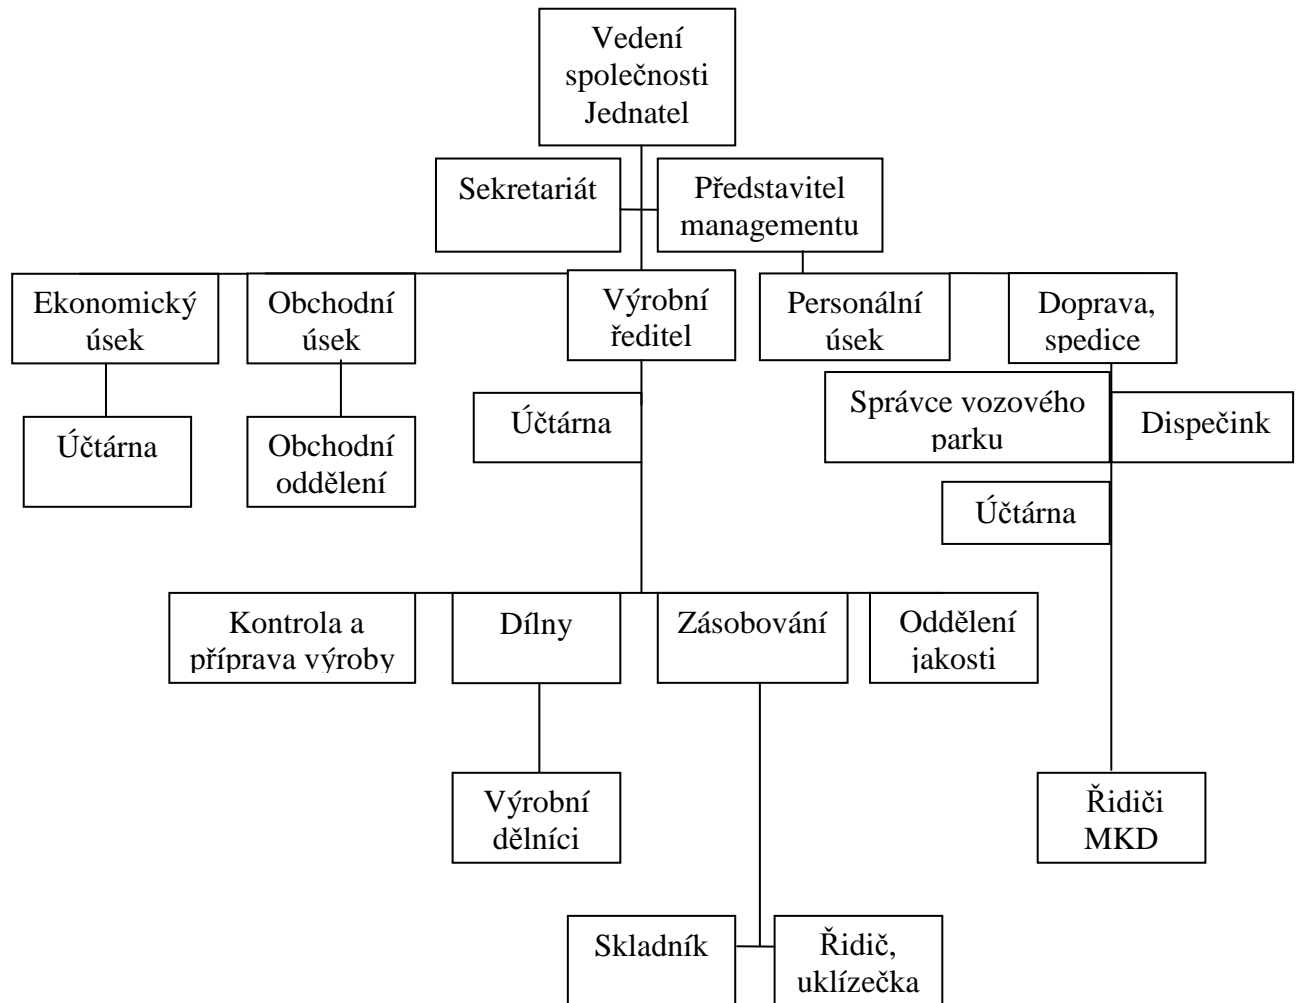 Vedení
společnosti
Jednatel
Sekretariát
Představitel
managementu
Ekonomický
úsek
Obchodní
úsek
Výrobní
ředitel
Personální
úsek
Doprava,
spedice
Účtárna
Obchodní
oddělení
Účtárna
Správce vozového
parku
Dispečink
Účtárna
Kontrola a
příprava výroby
Dílny
Zásobování
Oddělení
jakosti
Výrobní
dělníci
Řidiči
MKD
Skladník
Řidič,
uklízečka